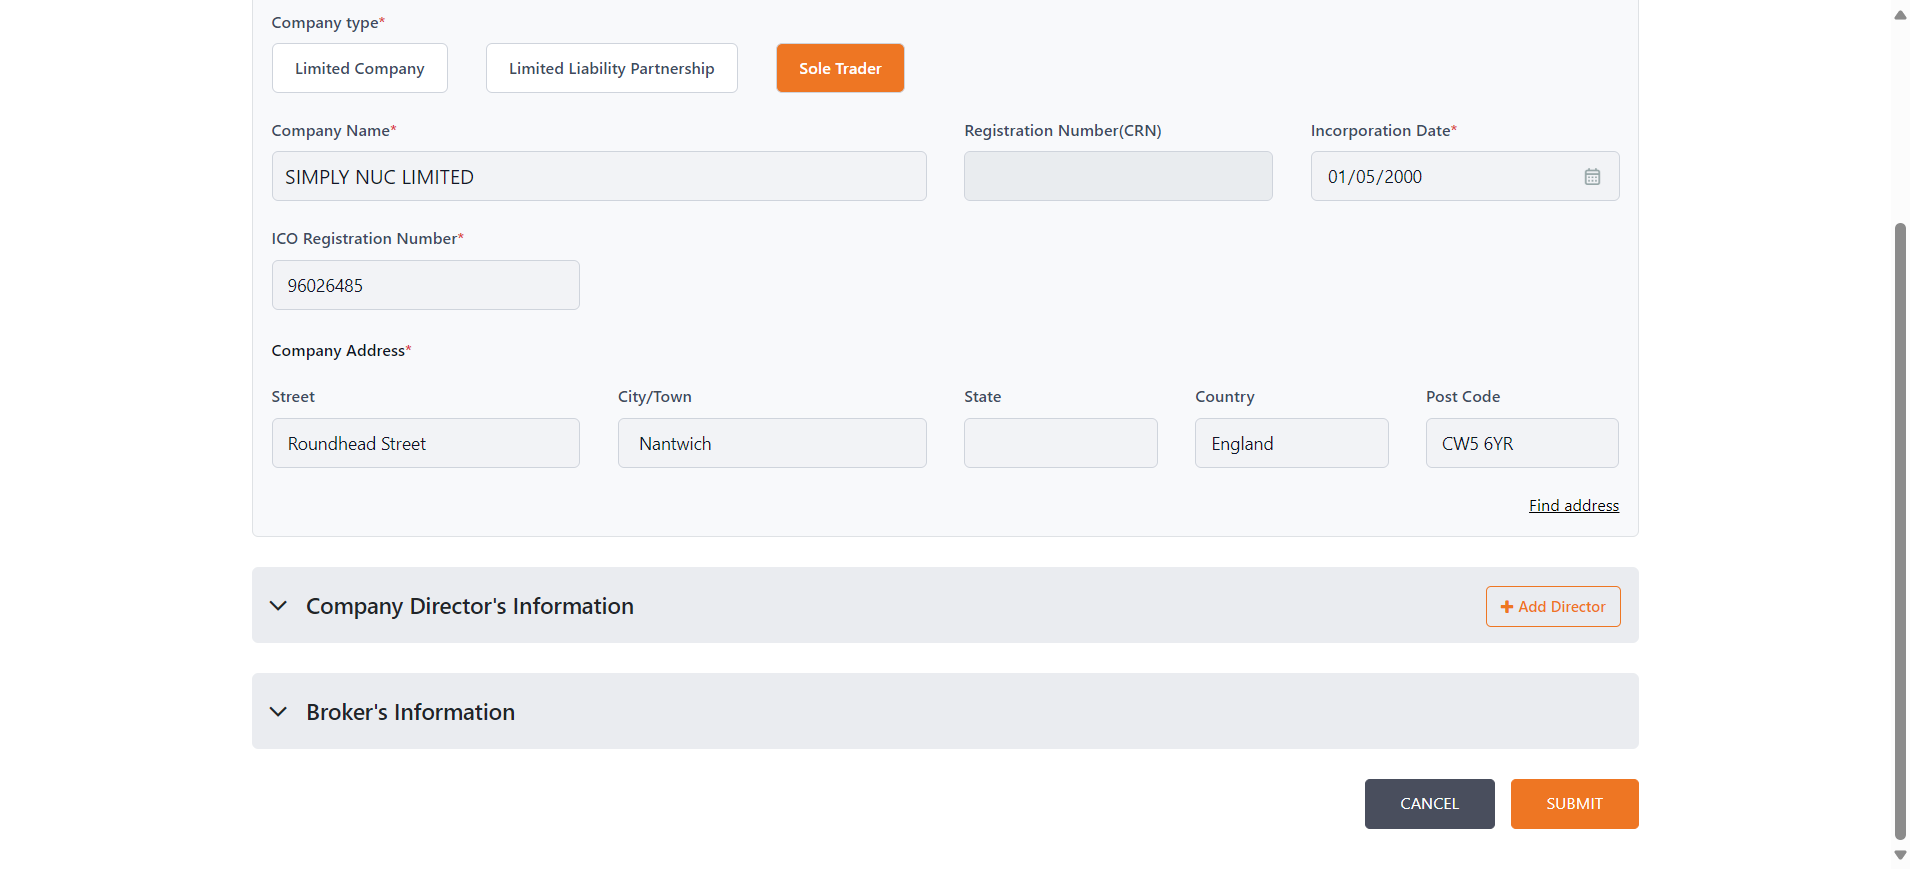 Company type*
Limited Company Limited Liability Partnership Sole Trader
Company Name* Registration Number(CRN) Incorporation Date*
SIMPLY NUC LIMITED 01/05/2000
ICO Registration Number*
96026485
Company Address*
Street City/Town State Country Post Code
Roundhead Street Nantwich England CW5 6YR
Find address
Company Director's Information + Add Director
Broker's Information
CANCEL SUBMIT